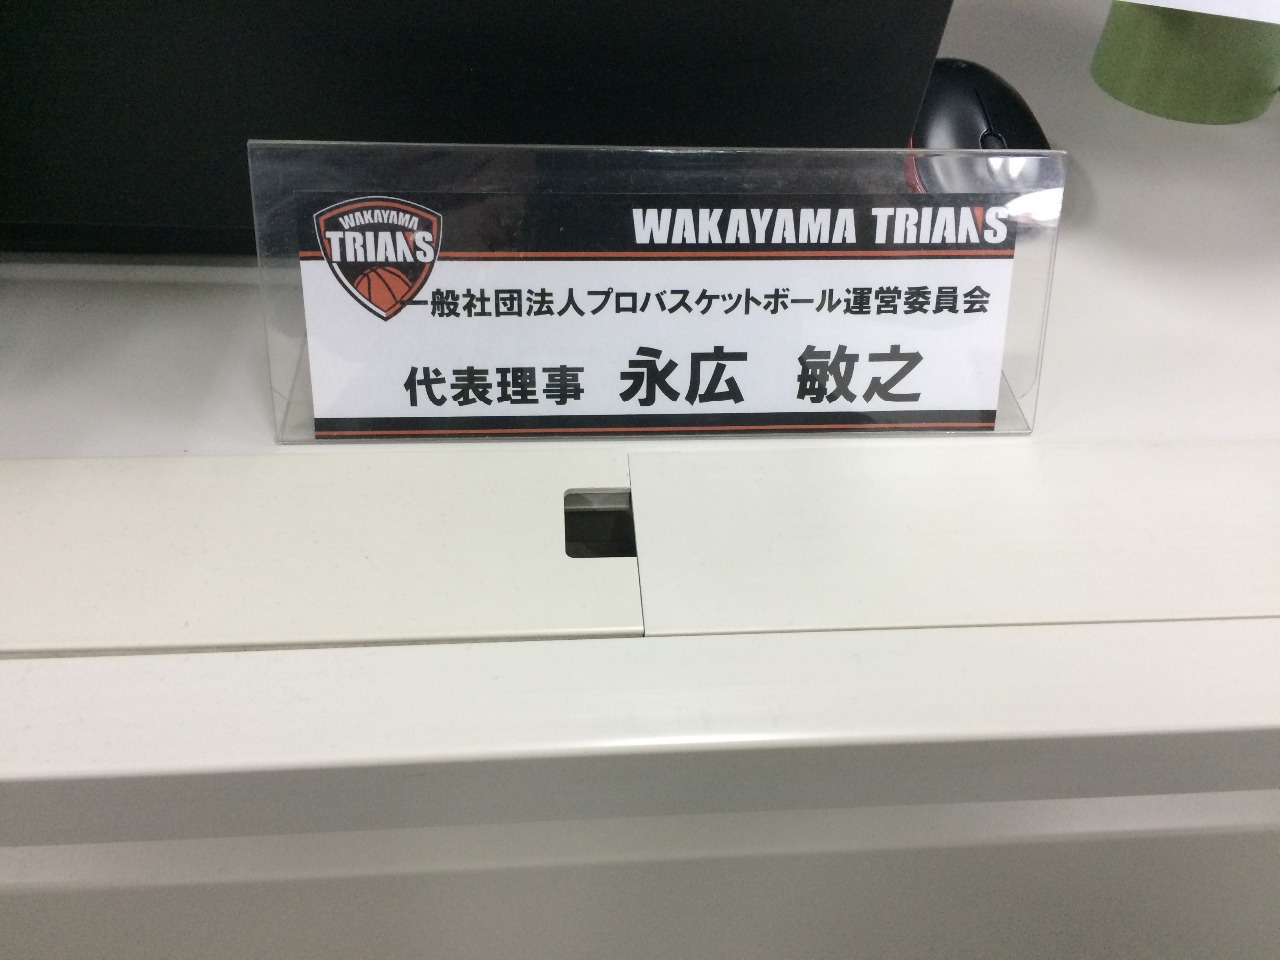 WAKAYAMA
TRIANS
WAKAYAMA TRIANS
一般社団法人プロバスケットボール運営委員会
代表理事 永広 敏之